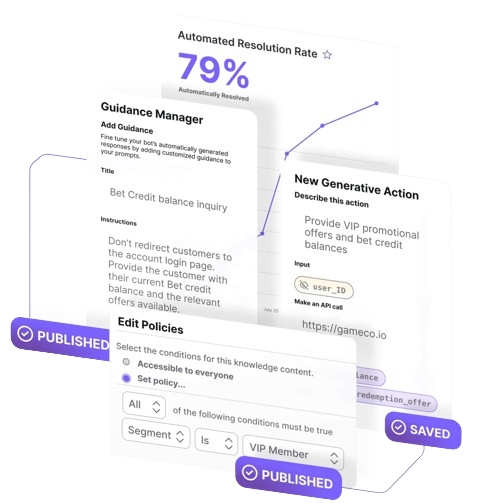 Automated Resolution Rate
79%
Automatically Resolved
Guidance Manager
Add Guidance
Fine tune your bot's automatically generated
responses by adding customized guidance to
your prompts.
Title
Bet Credit balance inquiry
Instructions
Don't redirect customers to
the account login page.
Provide the customer with
their current Bet credit
balance and the relevant
offers available.
PUBLISHED
July 25
New Generative Action
Describe this action
Provide VIP promotional
offers and bet credit
balances
Input
user_ID
Make an API call
https://gameco.io
lance
redemption_offer
SAVED
Edit Policies
Select the conditions for this knowledge content.
Accessible to everyone
Set policy...
All of the following conditions must be true
Segment Is VIP Member
PUBLISHED